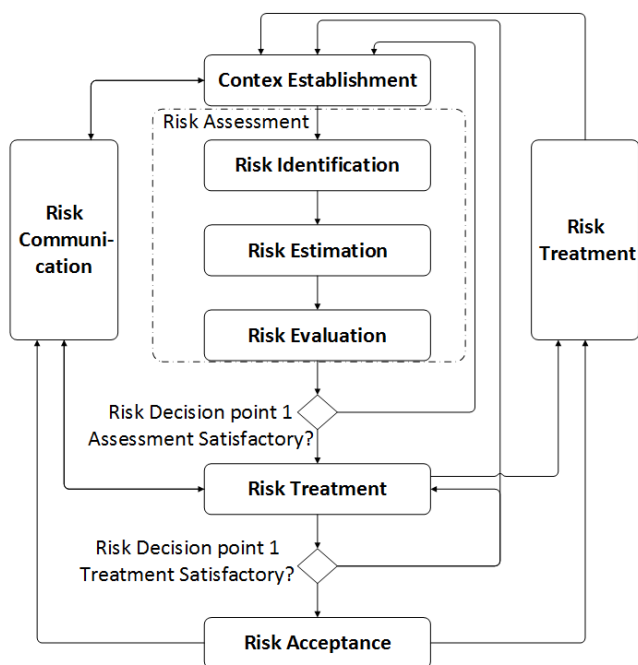 Contex Establishment
Risk Assessment
Risk Identification
Risk
Communi-
cation
Risk
Treatment
Risk Estimation
Risk Evaluation
Risk Decision point 1
Assessment Satisfactory?
Risk Treatment
Risk Decision point 1
Treatment Satisfactory?
Risk Acceptance